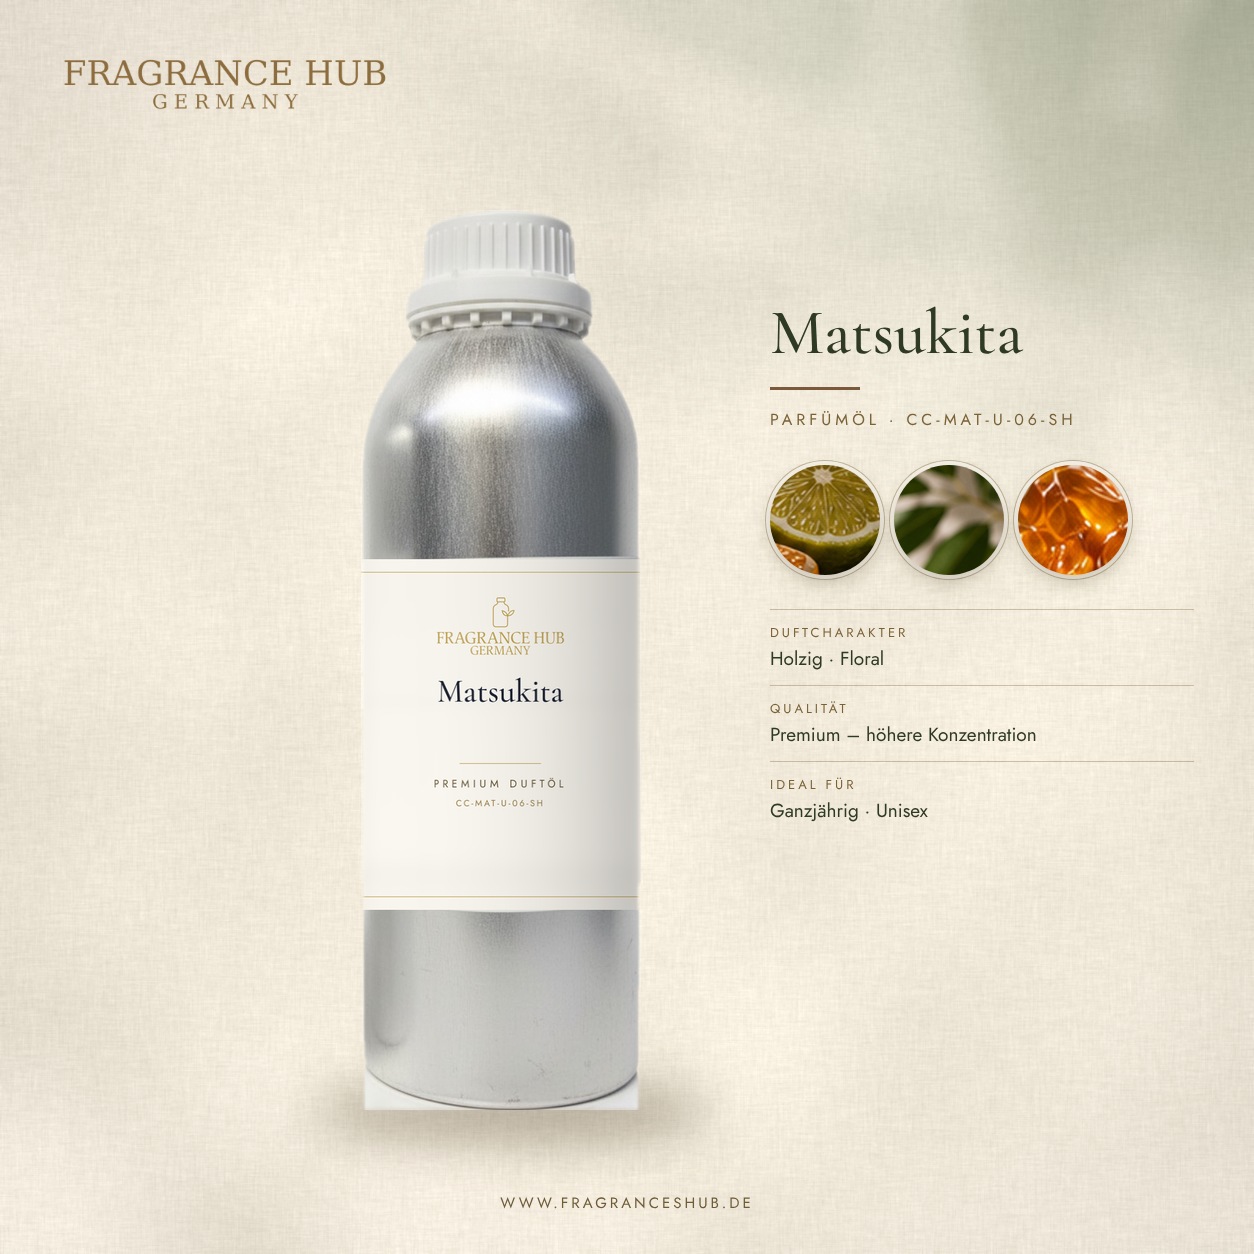 FRAGRANCE HUB
GERMANY
Matsukita
PARFÜMÖL · CC-MAT-U-06-SH
DUFTCHARAKTER
Holzig · Floral
QUALITÄT
Premium – höhere Konzentration
IDEAL FÜR
Ganzjährig · Unisex
FRAGRANCE HUB
GERMANY
Matsukita
PREMIUM DUFTÖL
CC-MAT-U-06-SH
WWW.FRAGRANCESHUB.DE